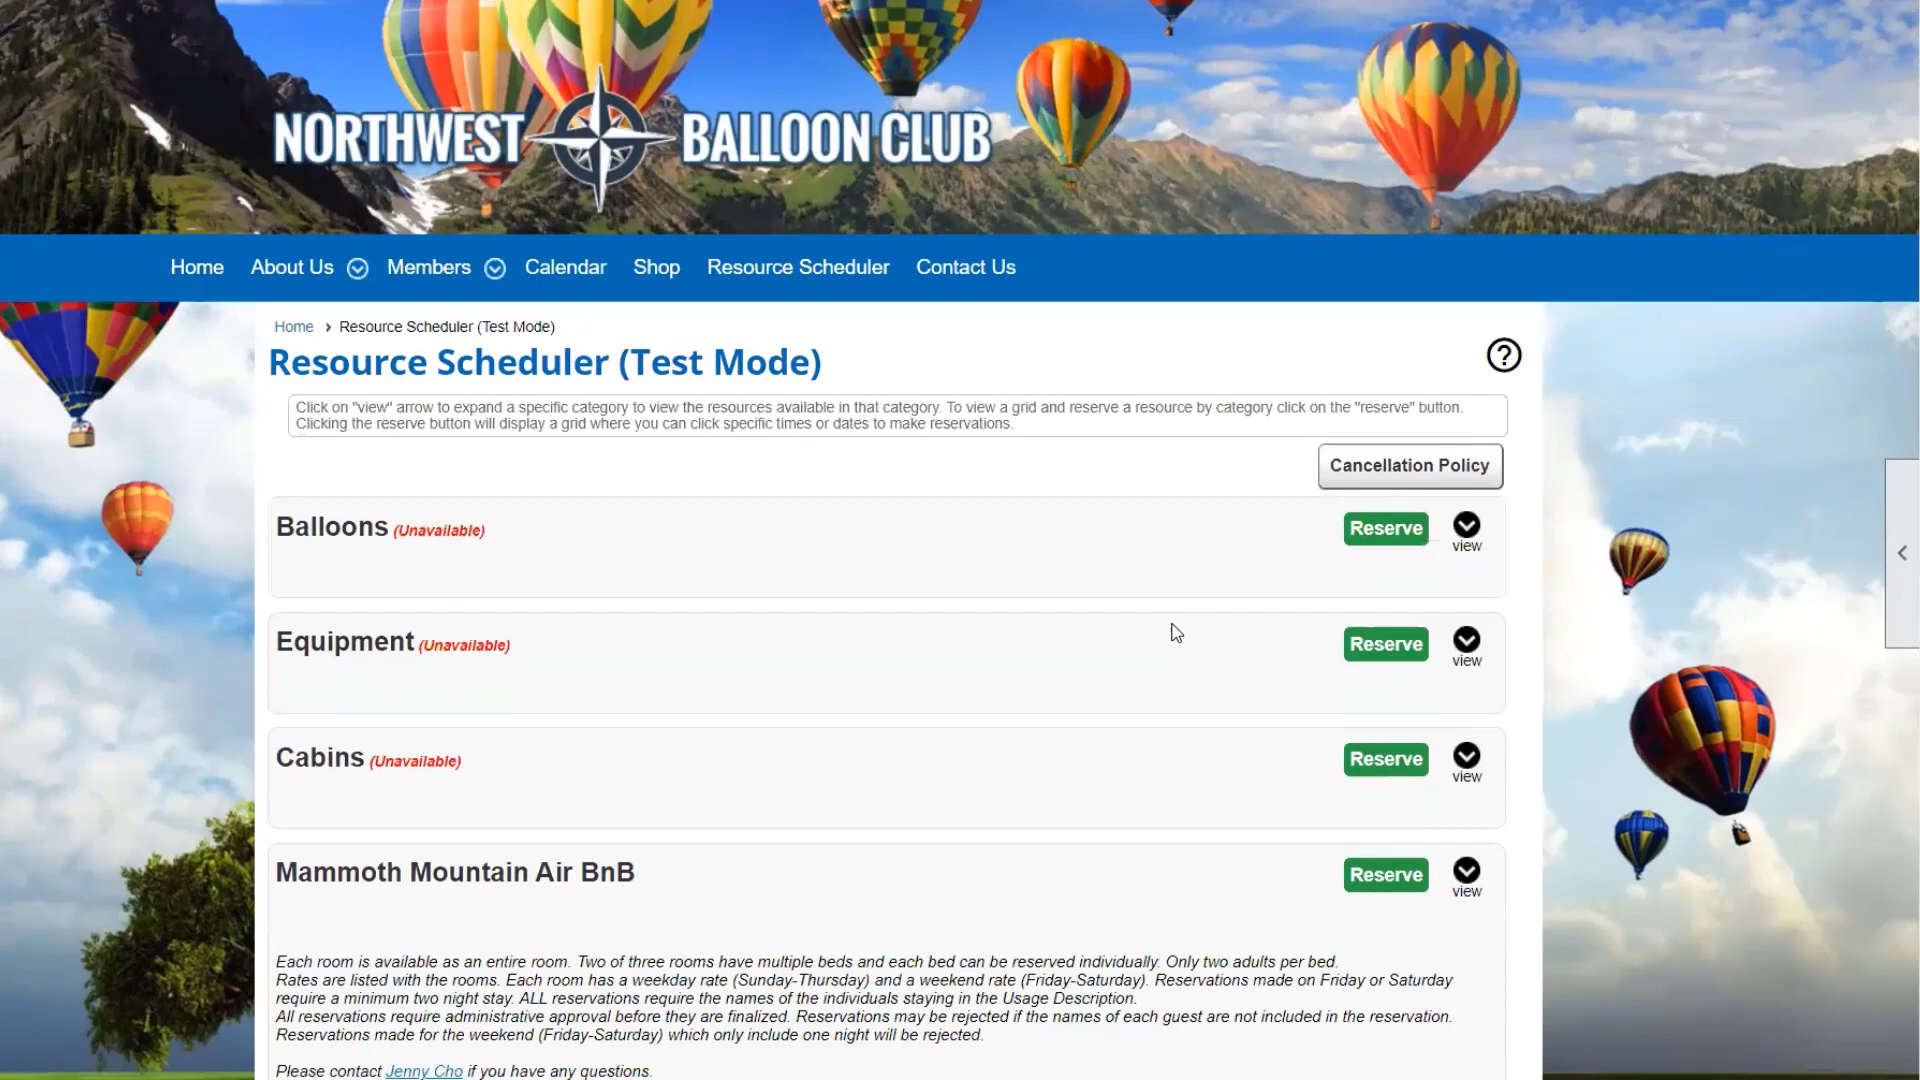 NORTHWEST BALLOON CLUB
Home About Us Members Calendar Shop Resource Scheduler Contact Us
Home › Resource Scheduler (Test Mode)
Resource Scheduler (Test Mode)
?
Click on "view" arrow to expand a specific category to view the resources available in that category. To view a grid and reserve a resource by category click on the "reserve" button.
Clicking the reserve button will display a grid where you can click specific times or dates to make reservations.
Cancellation Policy
Balloons (Unavailable) Reserve
view
Equipment (Unavailable) Reserve
view
Cabins (Unavailable) Reserve
view
Mammoth Mountain Air BnB Reserve
view
Each room is available as an entire room. Two of three rooms have multiple beds and each bed can be reserved individually. Only two adults per bed.
Rates are listed with the rooms. Each room has a weekday rate (Sunday-Thursday) and a weekend rate (Friday-Saturday). Reservations made on Friday or Saturday
require a minimum two night stay. ALL reservations require the names of the individuals staying in the Usage Description.
All reservations require administrative approval before they are finalized. Reservations may be rejected if the names of each guest are not included in the reservation.
Reservations made for the weekend (Friday-Saturday) which only include one night will be rejected.
Please contact Jenny Cho if you have any questions.